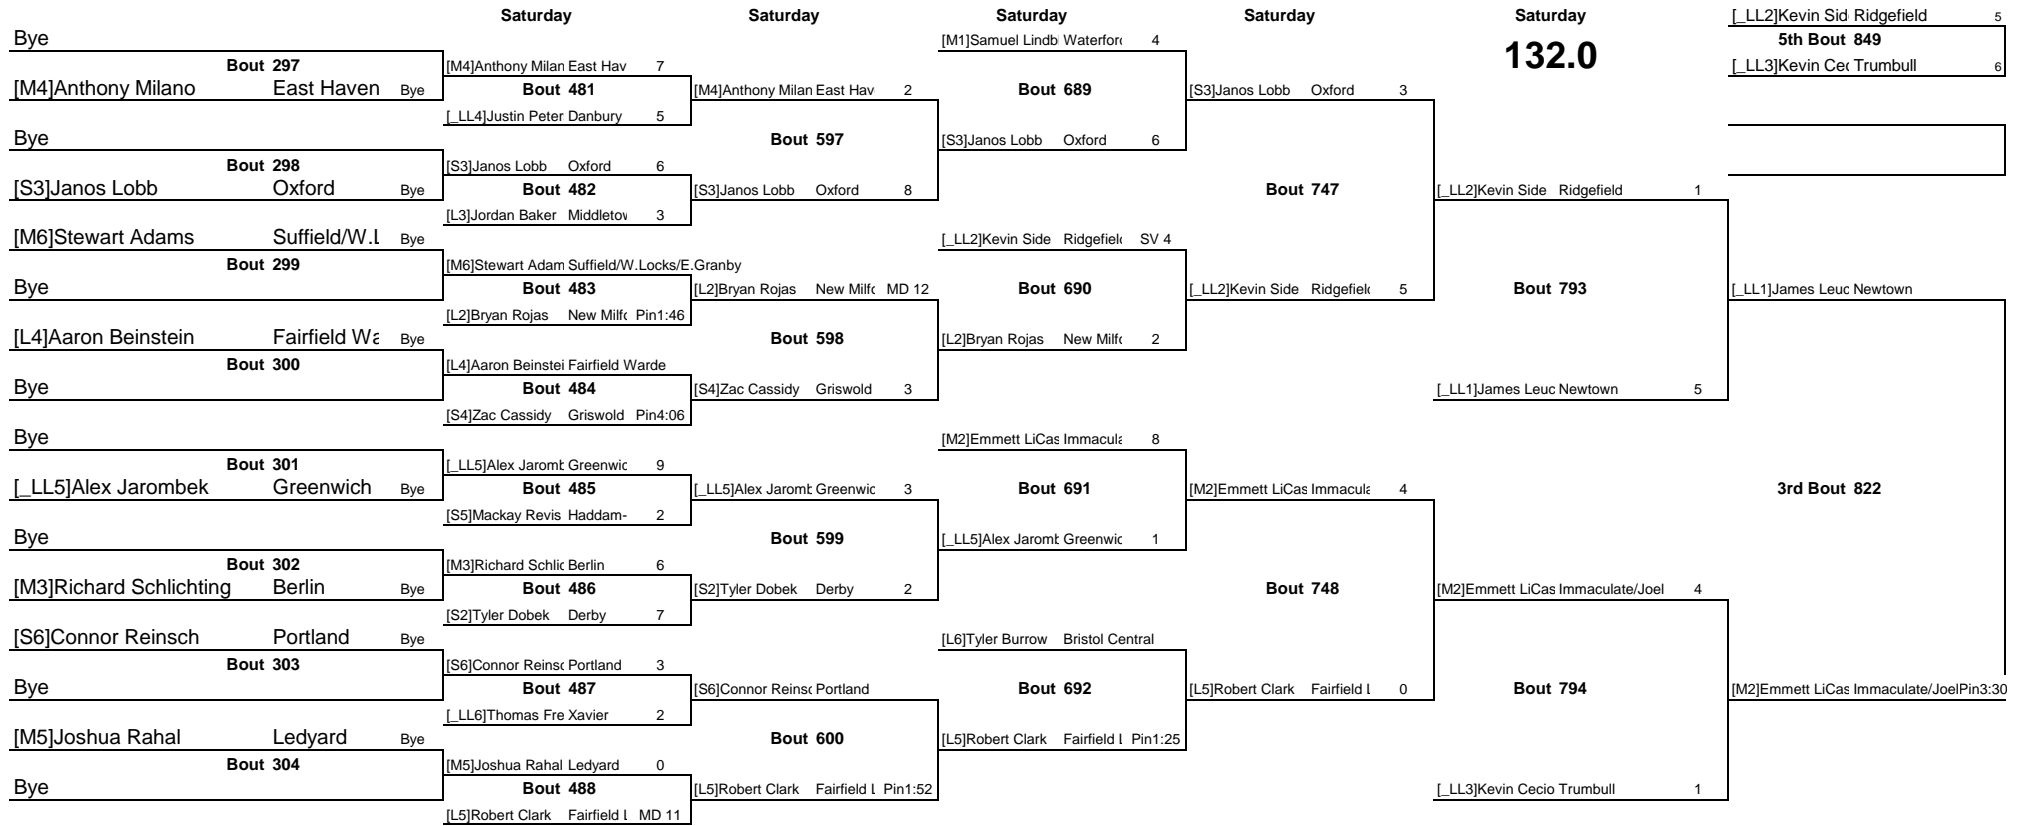 Saturday Saturday Saturday Saturday Saturday
132.0
Bye
Bout 297
[M4]Anthony Milano East Haven Bye
Bye
Bout 298
[S3]Janos Lobb Oxford Bye
[M6]Stewart Adams Suffield/W.L Bye
Bout 299
Bye
[L4]Aaron Beinstein Fairfield Wa Bye
Bout 300
Bye
Bye
Bout 301
[_LL5]Alex Jarombek Greenwich Bye
Bye
Bout 302
[M3]Richard Schlichting Berlin Bye
[S6]Connor Reinsch Portland Bye
Bout 303
Bye
[M5]Joshua Rahal Ledyard Bye
Bout 304
Bye
[M4]Anthony Milan East Hav 7
Bout 481
[_LL4]Justin Peter Danbury 5
[S3]Janos Lobb Oxford 6
Bout 482
[L3]Jordan Baker Middletov 3
[M6]Stewart Adam Suffield/W.Locks/E.Granby
Bout 483
[L2]Bryan Rojas New Milfc Pin1:46
[L4]Aaron Beinstei Fairfield Warde
Bout 484
[S4]Zac Cassidy Griswold Pin4:06
[_LL5]Alex Jaromb Greenwic 9
Bout 485
[S5]Mackay Revis Haddam- 2
[M3]Richard Schlic Berlin 6
Bout 486
[S2]Tyler Dobek Derby 7
[S6]Connor Reinsc Portland 3
Bout 487
[_LL6]Thomas Fre Xavier 2
[M5]Joshua Rahal Ledyard 0
Bout 488
[L5]Robert Clark Fairfield L MD 11
[M4]Anthony Milan East Hav 2
Bout 597
[S3]Janos Lobb Oxford 8
[L2]Bryan Rojas New Milfc MD 12
Bout 598
[S4]Zac Cassidy Griswold 3
[_LL5]Alex Jaromb Greenwic 3
Bout 599
[S2]Tyler Dobek Derby 2
[S6]Connor Reinsc Portland
Bout 600
[L5]Robert Clark Fairfield L Pin1:52
[M1]Samuel Lindb Waterforc 4
Bout 689
[S3]Janos Lobb Oxford 6
[_LL2]Kevin Side Ridgefielc SV 4
Bout 690
[L2]Bryan Rojas New Milfc 2
[M2]Emmett LiCas Immacula 8
Bout 691
[_LL5]Alex Jaromb Greenwic 1
[L6]Tyler Burrow Bristol Central
Bout 692
[L5]Robert Clark Fairfield L Pin1:25
[S3]Janos Lobb Oxford 3
Bout 747
[_LL2]Kevin Side Ridgefielc 5
[M2]Emmett LiCas Immacula 4
Bout 748
[L5]Robert Clark Fairfield L 0
[_LL2]Kevin Side Ridgefield 1
Bout 793
[_LL1]James Leuc Newtown 5
[M2]Emmett LiCas Immaculate/Joel 4
Bout 794
[_LL3]Kevin Cecio Trumbull 1
[_LL2]Kevin Sid Ridgefield 5
5th Bout 849
[_LL3]Kevin Cec Trumbull 6
[_LL1]James Leuc Newtown
3rd Bout 822
[M2]Emmett LiCas Immaculate/JoelPin3:30